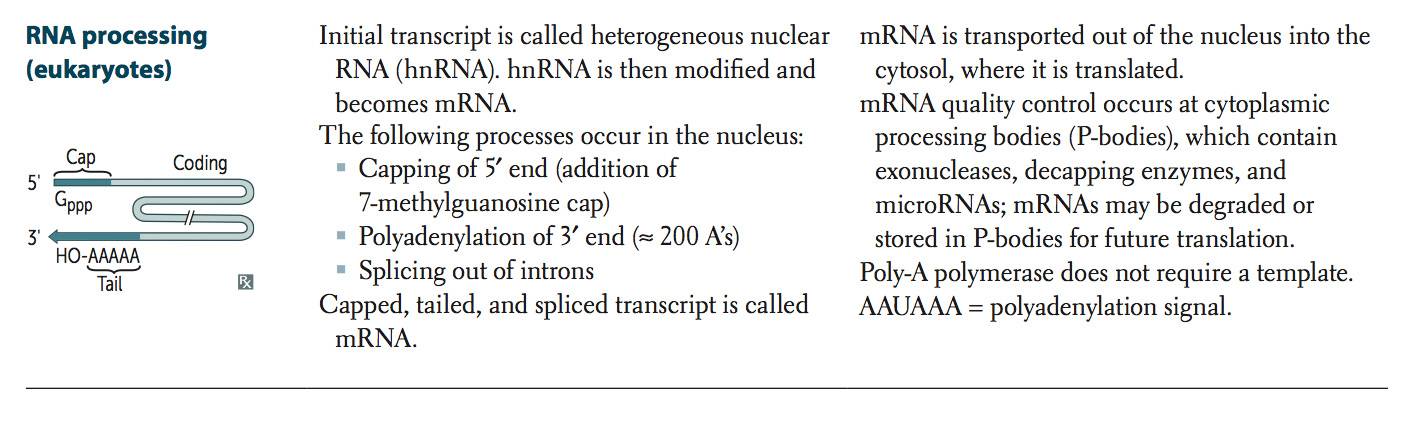 RNA processing
(eukaryotes)
Cap
Coding
5′
Gppp
3′
HO-AAAAA
Tail
Rx
Initial transcript is called heterogeneous nuclear
RNA (hnRNA). hnRNA is then modified and
becomes mRNA.
The following processes occur in the nucleus:
▪ Capping of 5′ end (addition of
7-methylguanosine cap)
▪ Polyadenylation of 3′ end (≈ 200 A’s)
▪ Splicing out of introns
Capped, tailed, and spliced transcript is called
mRNA.
mRNA is transported out of the nucleus into the
cytosol, where it is translated.
mRNA quality control occurs at cytoplasmic
processing bodies (P-bodies), which contain
exonucleases, decapping enzymes, and
microRNAs; mRNAs may be degraded or
stored in P-bodies for future translation.
Poly-A polymerase does not require a template.
AAUAAA = polyadenylation signal.